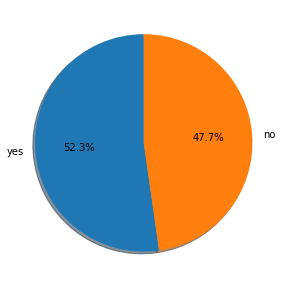 no
47.7%
52.3%
yes